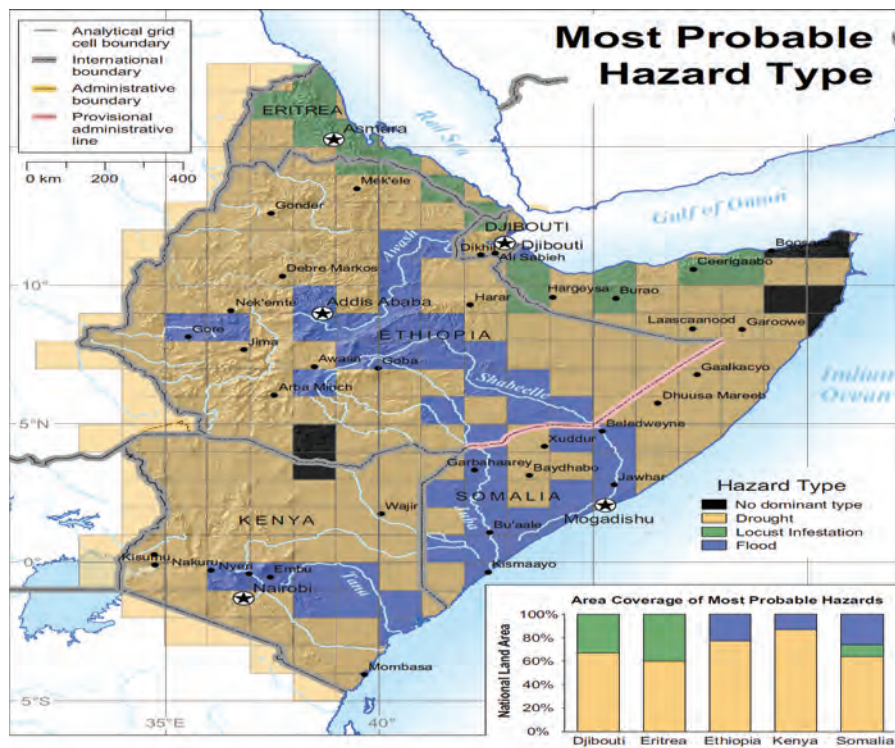 Analytical grid
cell boundary
International
boundary
Administrative
boundary
Provisional
administrative
line
0 km 200 400
Most Probable
Hazard Type
ERITREA
Asmara
Red Sea
Mek'ele
Gonder
Gulf of
DJIBOUTI
Djibouti
Dikhil
Ali Sabieh
Awash
Debre Markos
Ceerigaabo
10°
Nek'emte
Addis Ababa
Harar
Hargeysa
Burao
Gore
ETHIOPIA
Laascaanood
Garoowe
Jima
Awasa
Goba
Gaalkacyo
Shabeelle
Arba Minch
Dhuusa Mareeb
Ocean
5°N
Beledweyne
Xuddur
Garbahaarey
Baydhabo
Jawhar
SOMALIA
Mogadishu
KENYA
Wajir
Juba
Bu'aale
0°
Kisumu
Nakuru
Nyeri
Embu
Kismaayo
Nairobi
Tana
Mombasa
5°S
35°E
40°
Hazard Type
No dominant type
Drought
Locust Infestation
Flood
Area Coverage of Most Probable Hazards
National Land Area
100%
80%
60%
40%
20%
0%
Djibouti Eritrea Ethiopia Kenya Somalia